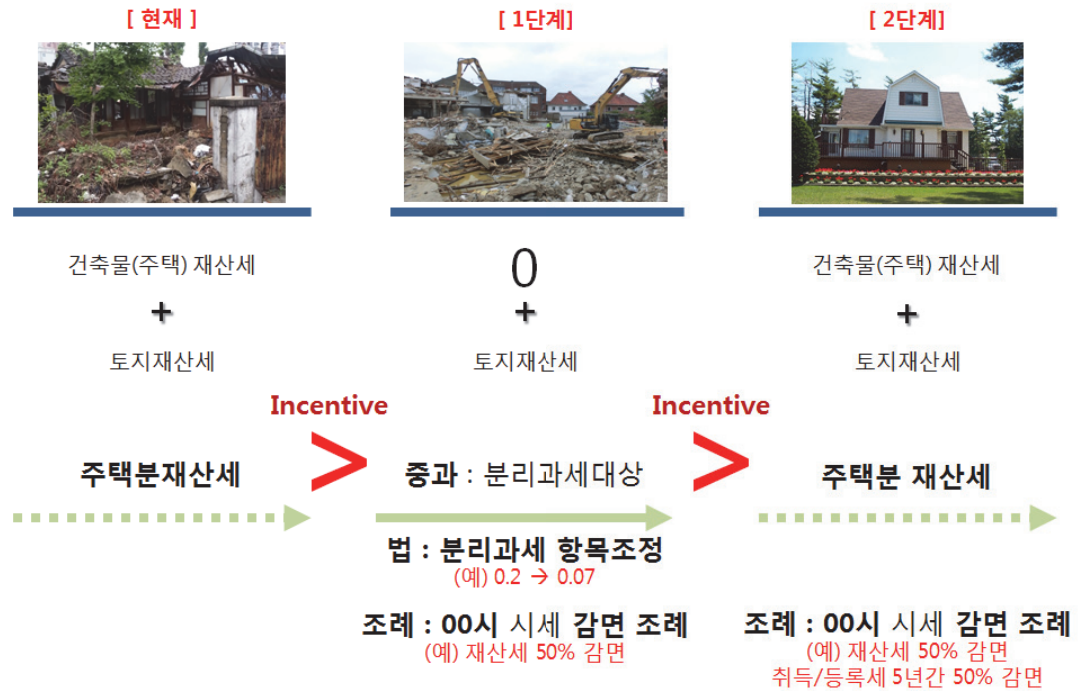 [ 현재 ]
건축물(주택) 재산세
+
토지재산세
주택분재산세
Incentive
>
[ 1단계]
0
+
토지재산세
중과 : 분리과세대상
법 : 분리과세 항목조정
(예) 0.2 → 0.07
조례 : 00시 시세 감면 조례
(예) 재산세 50% 감면
Incentive
>
[ 2단계]
건축물(주택) 재산세
+
토지재산세
주택분 재산세
조례 : 00시 시세 감면 조례
(예) 재산세 50% 감면
취득/등록세 5년간 50% 감면